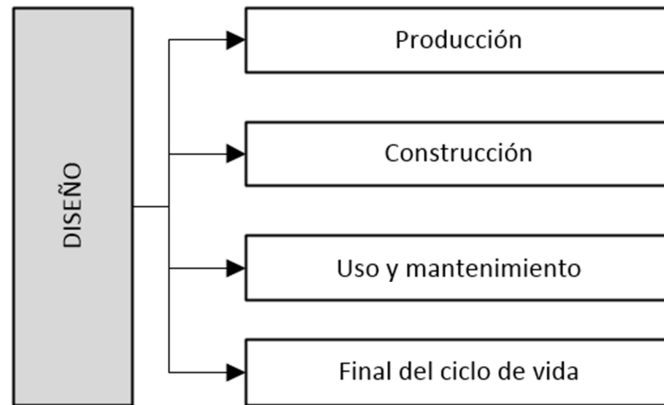 DISEÑO
Producción
Construcción
Uso y mantenimiento
Final del ciclo de vida